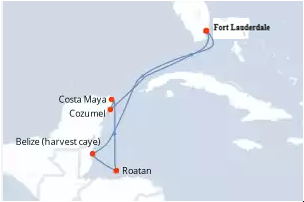 Fort Lauderdale
Costa Maya
Cozumel
Belize (harvest caye)
Roatan